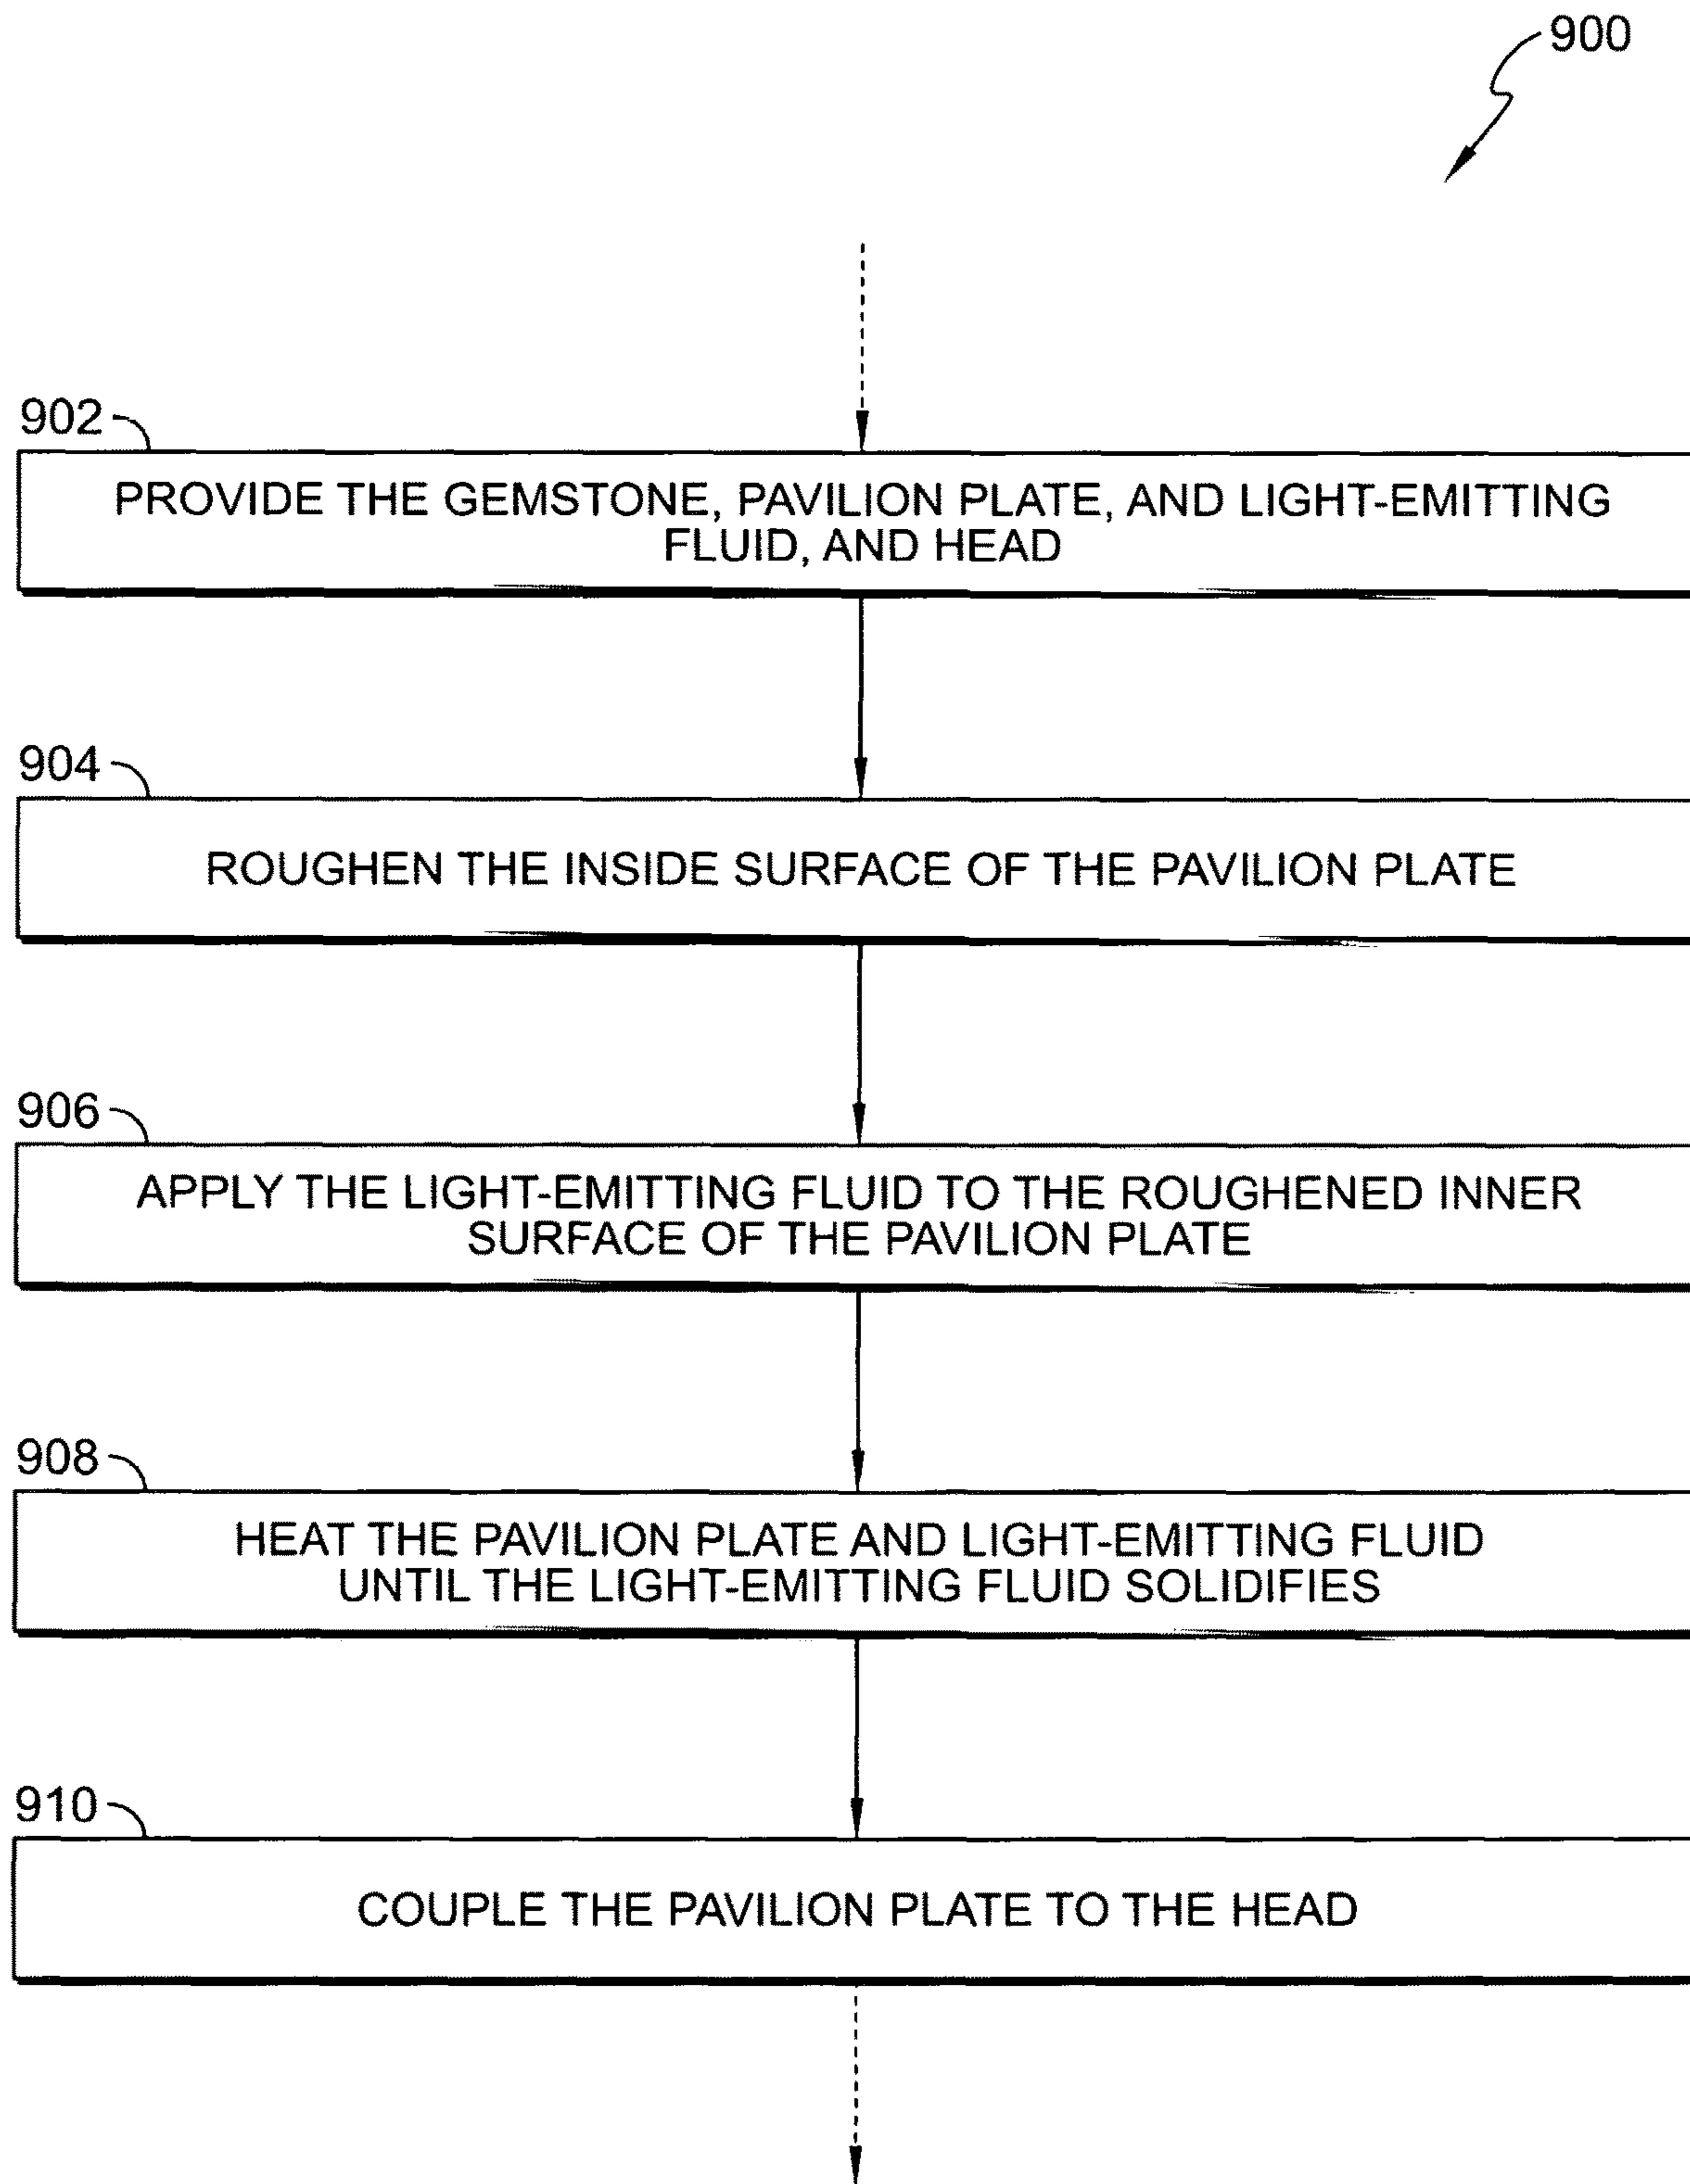 900
902
PROVIDE THE GEMSTONE, PAVILION PLATE, AND LIGHT-EMITTING
FLUID, AND HEAD
904
ROUGHEN THE INSIDE SURFACE OF THE PAVILION PLATE
906
APPLY THE LIGHT-EMITTING FLUID TO THE ROUGHENED INNER
SURFACE OF THE PAVILION PLATE
908
HEAT THE PAVILION PLATE AND LIGHT-EMITTING FLUID
UNTIL THE LIGHT-EMITTING FLUID SOLIDIFIES
910
COUPLE THE PAVILION PLATE TO THE HEAD